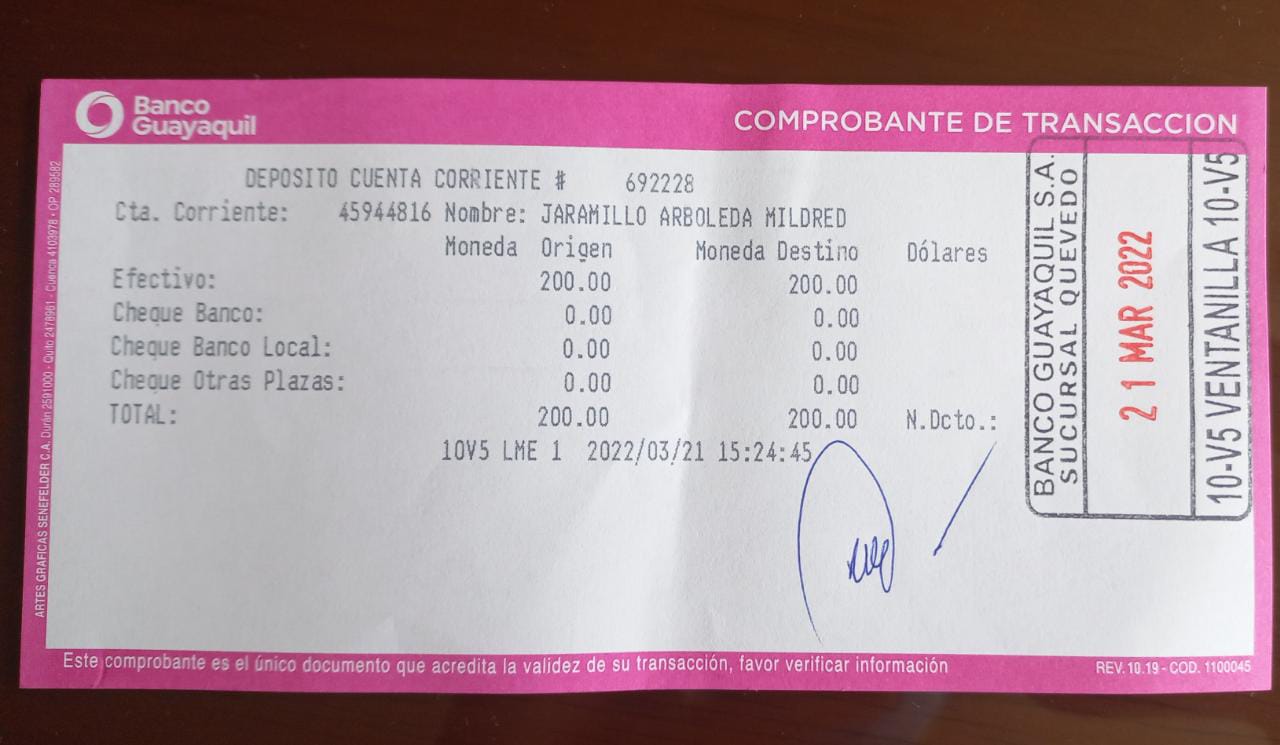 Banco
Guayaquil
COMPROBANTE DE TRANSACCION
DEPOSITO CUENTA CORRIENTE # 692228
Cta. Corriente: 45944816 Nombre: JARAMILLO ARBOLEDA MILDRED
Moneda Origen Moneda Destino Dólares
Efectivo: 200.00 200.00
Cheque Banco: 0.00 0.00
Cheque Banco Local: 0.00 0.00
Cheque Otras Plazas: 0.00 0.00
TOTAL: 200.00 200.00 N.Dcto.:
10V5 LME 1 2022/03/21 15:24:45
BANCO GUAYAQUIL S.A.
SUCURSAL QUEVEDO
21 MAR 2022
10-V5 VENTANILLA 10-V5
ARTES GRAFICAS SENEFELDER C.A. Durán 2591000 - Quito 2478961 - Cuenca 4103978 - OP 289582
Este comprobante es el único documento que acredita la validez de su transacción, favor verificar información
REV. 10.19 - COD. 1100045